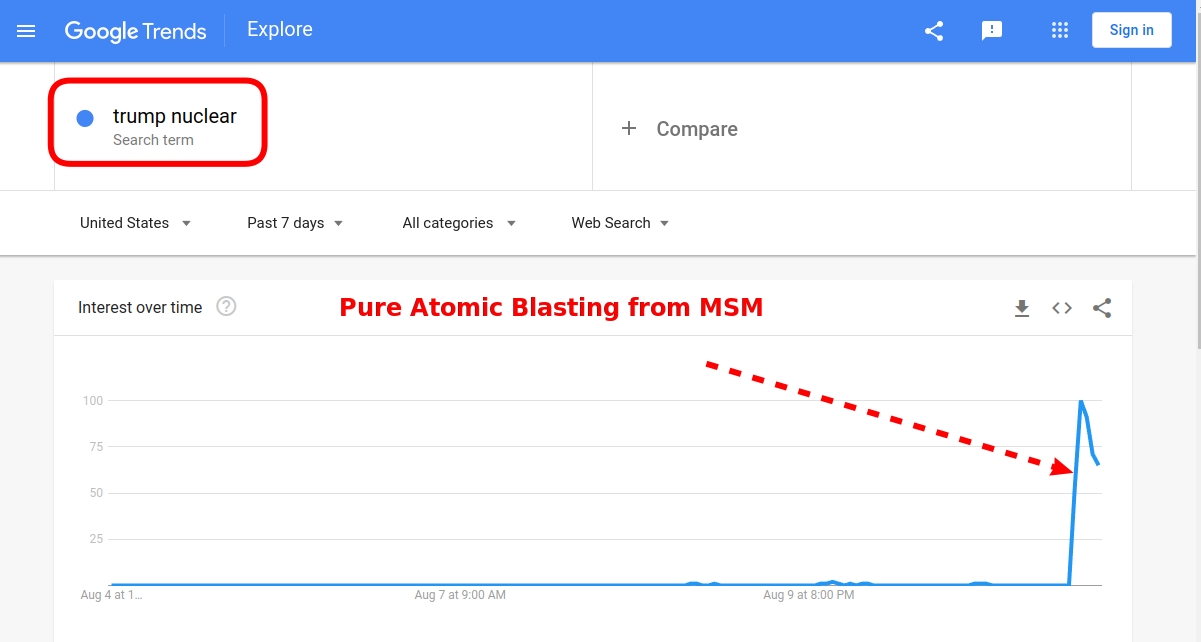 Google Trends Explore Sign in
trump nuclear
Search term
+ Compare
United States Past 7 days All categories Web Search
Interest over time ? Pure Atomic Blasting from MSM
100
75
50
25
Aug 4 at 1... Aug 7 at 9:00 AM Aug 9 at 8:00 PM